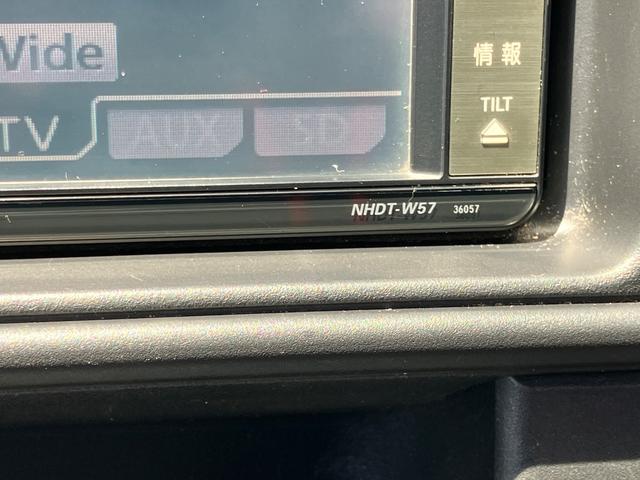 Wide
情報
TILT
TV
AUX
SD
NHDT-W57 36057